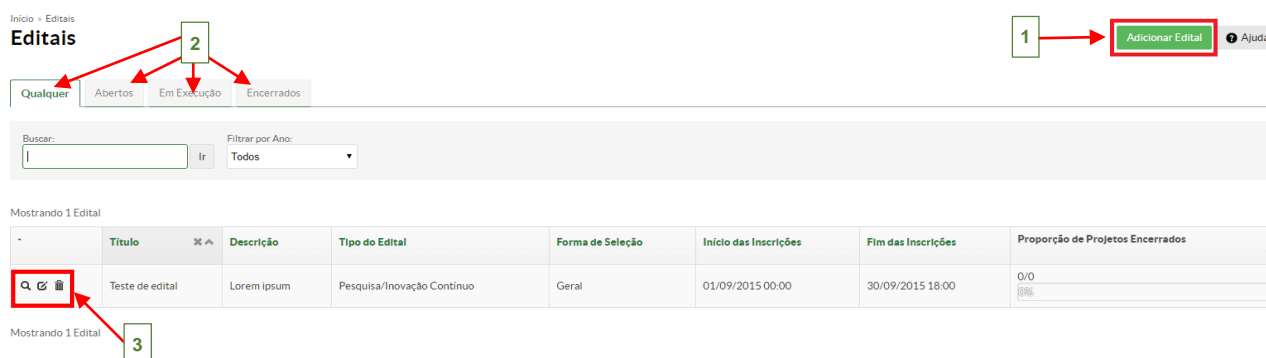 Início » Editais
Editais
2
1
Adicionar Edital
Ajuda
Qualquer Abertos Em Execução Encerrados
Buscar: Filtrar por Ano:
Ir Todos
Mostrando 1 Edital
- Título Descrição Tipo do Edital Forma de Seleção Início das Inscrições Fim das Inscrições Proporção de Projetos Encerrados
Teste de edital Lorem ipsum Pesquisa/Inovação Contínuo Geral 01/09/2015 00:00 30/09/2015 18:00 0/0
0%
Mostrando 1 Edital
3